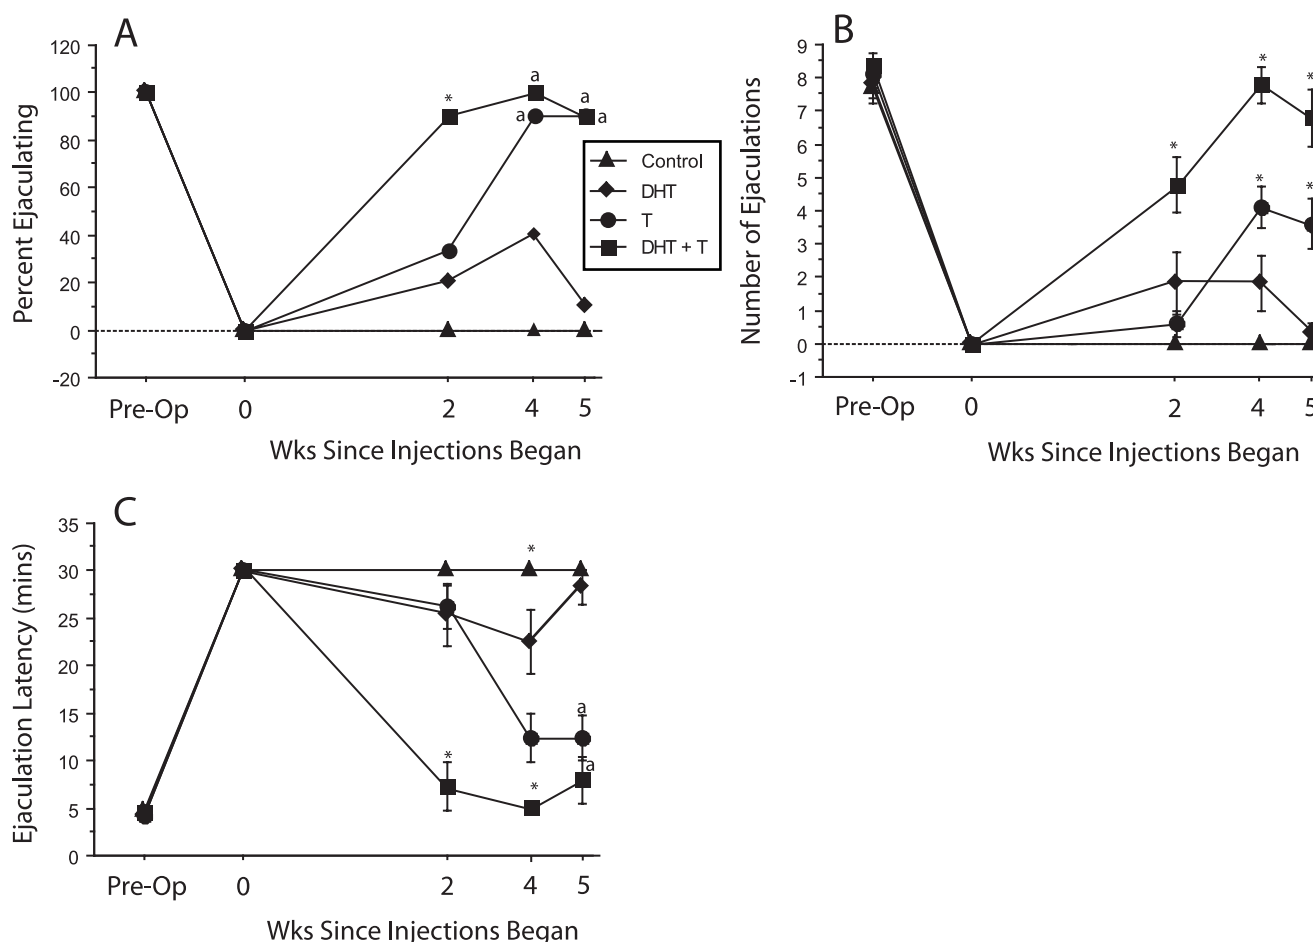 A
120
100
80
60
40
20
0
-20
Percent Ejaculating
*
a
a
a
a
Pre-Op 0 2 4 5
Wks Since Injections Began
Control
DHT
T
DHT + T
B
9
8
7
6
5
4
3
2
1
0
-1
Number of Ejaculations
*
*
*
*
*
Pre-Op 0 2 4 5
Wks Since Injections Began
C
35
30
25
20
15
10
5
0
Ejaculation Latency (mins)
*
*
*
a
a
Pre-Op 0 2 4 5
Wks Since Injections Began